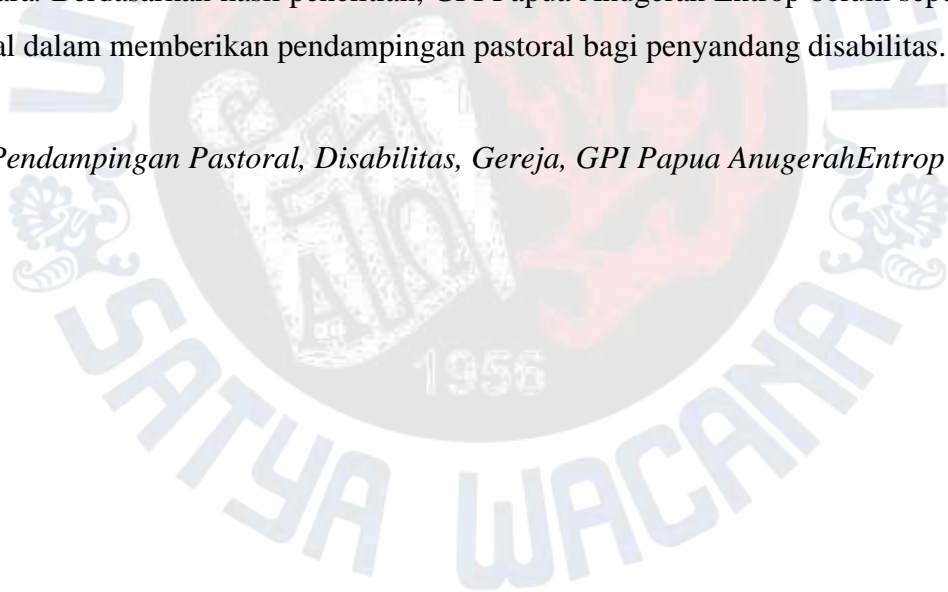 Berdasarkan hasil penelitian, GPI Papua Anugerah Entrop belum
dalam memberikan pendampingan pastoral bagi penyandang disabilitas.
Pendampingan Pastoral, Disabilitas, Gereja, GPI Papua AnugerahEntrop
1956
SATYA WACANA